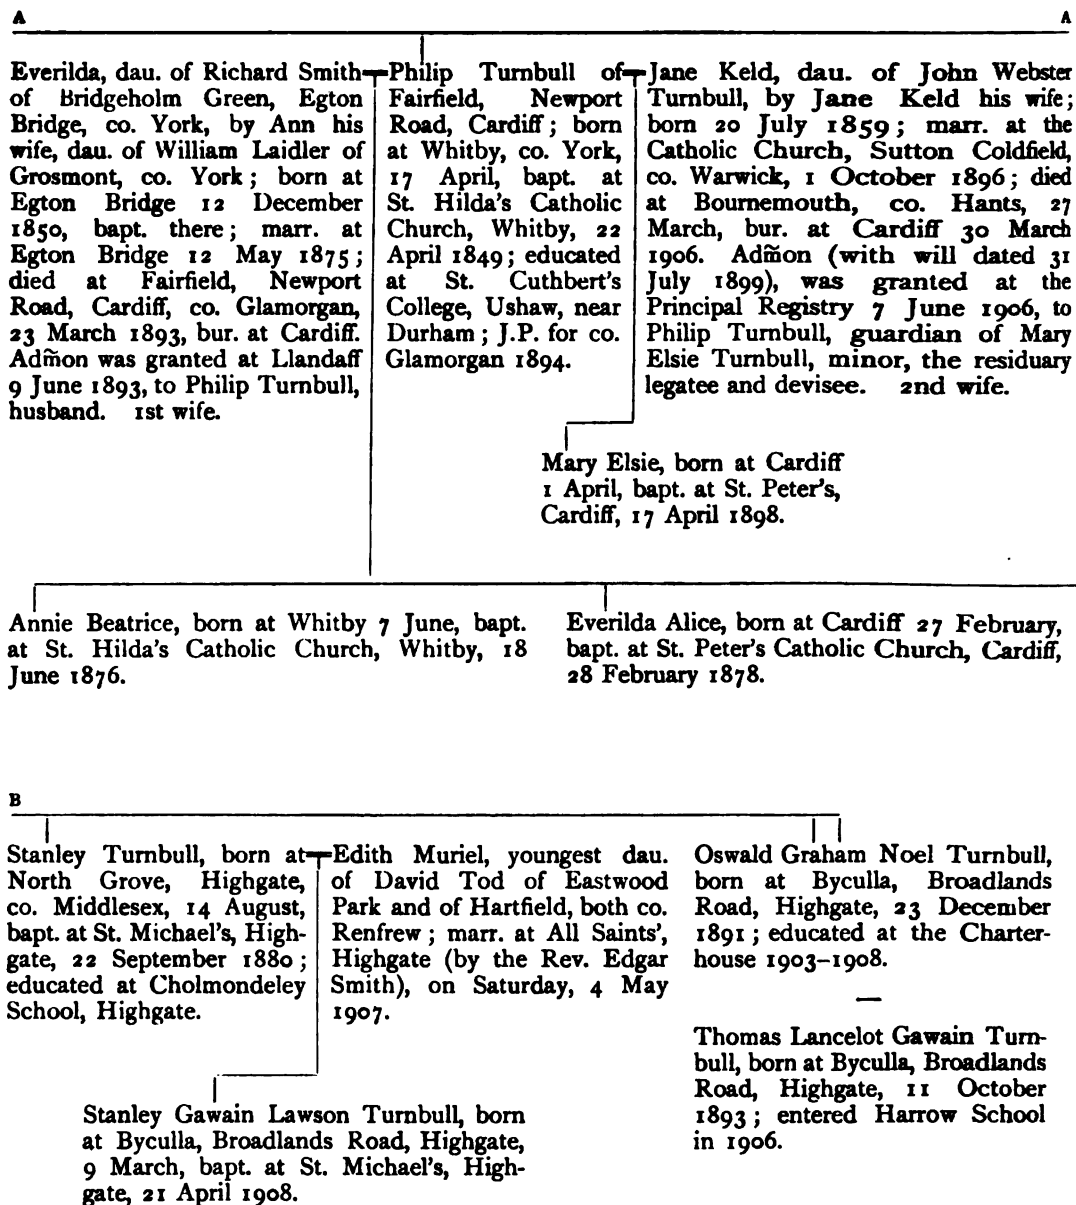 A A
Everilda, dau. of Richard Smith
of Bridgeholm Green, Egton
Bridge, co. York, by Ann his
wife, dau. of William Laidler of
Grosmont, co. York; born at
Egton Bridge 12 December
1850, bapt. there; marr. at
Egton Bridge 12 May 1875;
died at Fairfield, Newport
Road, Cardiff, co. Glamorgan,
23 March 1893, bur. at Cardiff.
Adm̃on was granted at Llandaff
9 June 1893, to Philip Turnbull,
husband. 1st wife.
Philip Turnbull of
Fairfield, Newport
Road, Cardiff; born
at Whitby, co. York,
17 April, bapt. at
St. Hilda's Catholic
Church, Whitby, 22
April 1849; educated
at St. Cuthbert's
College, Ushaw, near
Durham; J.P. for co.
Glamorgan 1894.
Jane Keld, dau. of John Webster
Turnbull, by Jane Keld his wife;
born 20 July 1859; marr. at the
Catholic Church, Sutton Coldfield,
co. Warwick, 1 October 1896; died
at Bournemouth, co. Hants, 27
March, bur. at Cardiff 30 March
1906. Adm̃on (with will dated 31
July 1899), was granted at the
Principal Registry 7 June 1906, to
Philip Turnbull, guardian of Mary
Elsie Turnbull, minor, the residuary
legatee and devisee. 2nd wife.
Mary Elsie, born at Cardiff
1 April, bapt. at St. Peter's,
Cardiff, 17 April 1898.
Annie Beatrice, born at Whitby 7 June, bapt.
at St. Hilda's Catholic Church, Whitby, 18
June 1876.
Everilda Alice, born at Cardiff 27 February,
bapt. at St. Peter's Catholic Church, Cardiff,
28 February 1878.
B
Stanley Turnbull, born at
North Grove, Highgate,
co. Middlesex, 14 August,
bapt. at St. Michael's, High-
gate, 22 September 1880;
educated at Cholmondeley
School, Highgate.
Edith Muriel, youngest dau.
of David Tod of Eastwood
Park and of Hartfield, both co.
Renfrew; marr. at All Saints',
Highgate (by the Rev. Edgar
Smith), on Saturday, 4 May
1907.
Oswald Graham Noel Turnbull,
born at Byculla, Broadlands
Road, Highgate, 23 December
1891; educated at the Charter-
house 1903–1908.
Thomas Lancelot Gawain Turn-
bull, born at Byculla, Broadlands
Road, Highgate, 11 October
1893; entered Harrow School
in 1906.
Stanley Gawain Lawson Turnbull, born
at Byculla, Broadlands Road, Highgate,
9 March, bapt. at St. Michael's, High-
gate, 21 April 1908.